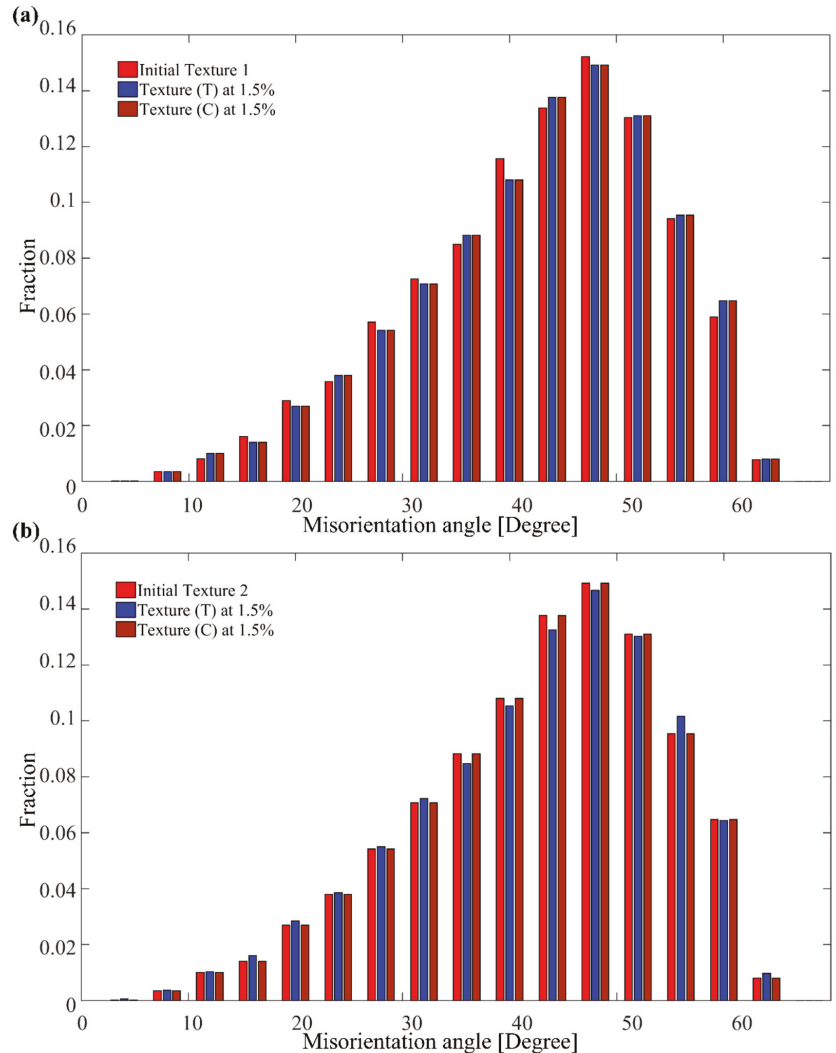 (a)
0.16
0.14
0.12
0.1
0.08
0.06
0.04
0.02
0
Fraction
Initial Texture 1
Texture (T) at 1.5%
Texture (C) at 1.5%
0 10 20 30 40 50 60
Misorientation angle [Degree]
(b)
0.16
0.14
0.12
0.1
0.08
0.06
0.04
0.02
0
Fraction
Initial Texture 2
Texture (T) at 1.5%
Texture (C) at 1.5%
0 10 20 30 40 50 60
Misorientation angle [Degree]